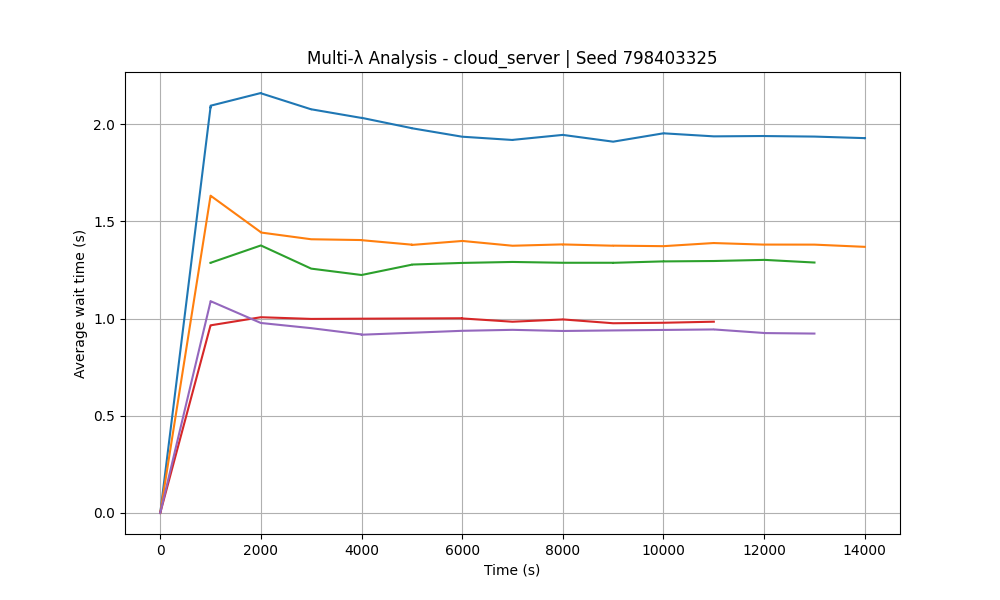 Multi-λ Analysis - cloud_server | Seed 798403325
Average wait time (s)
2.0
1.5
1.0
0.5
0.0
0 2000 4000 6000 8000 10000 12000 14000
Time (s)